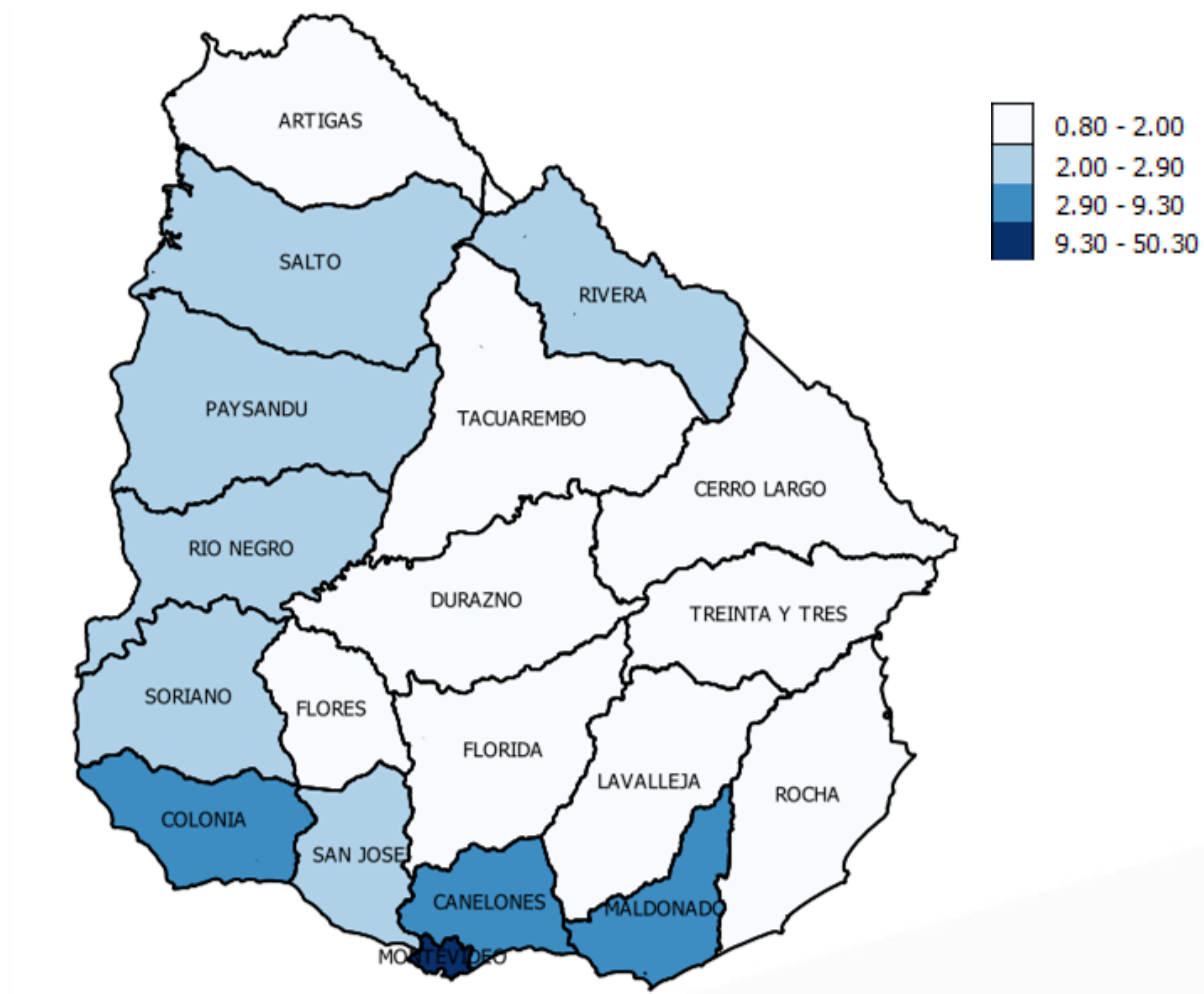 ARTIGAS
0.80 - 2.00
2.00 - 2.90
2.90 - 9.30
9.30 - 50.30
SALTO
RIVERA
PAYSANDU
TACUAREMBO
CERRO LARGO
RIO NEGRO
DURAZNO
TREINTA Y TRES
SORIANO
FLORES
FLORIDA
LAVALLEJA
ROCHA
COLONIA
SAN JOSE
CANELONES
MALDONADO
MONTEVIDEO